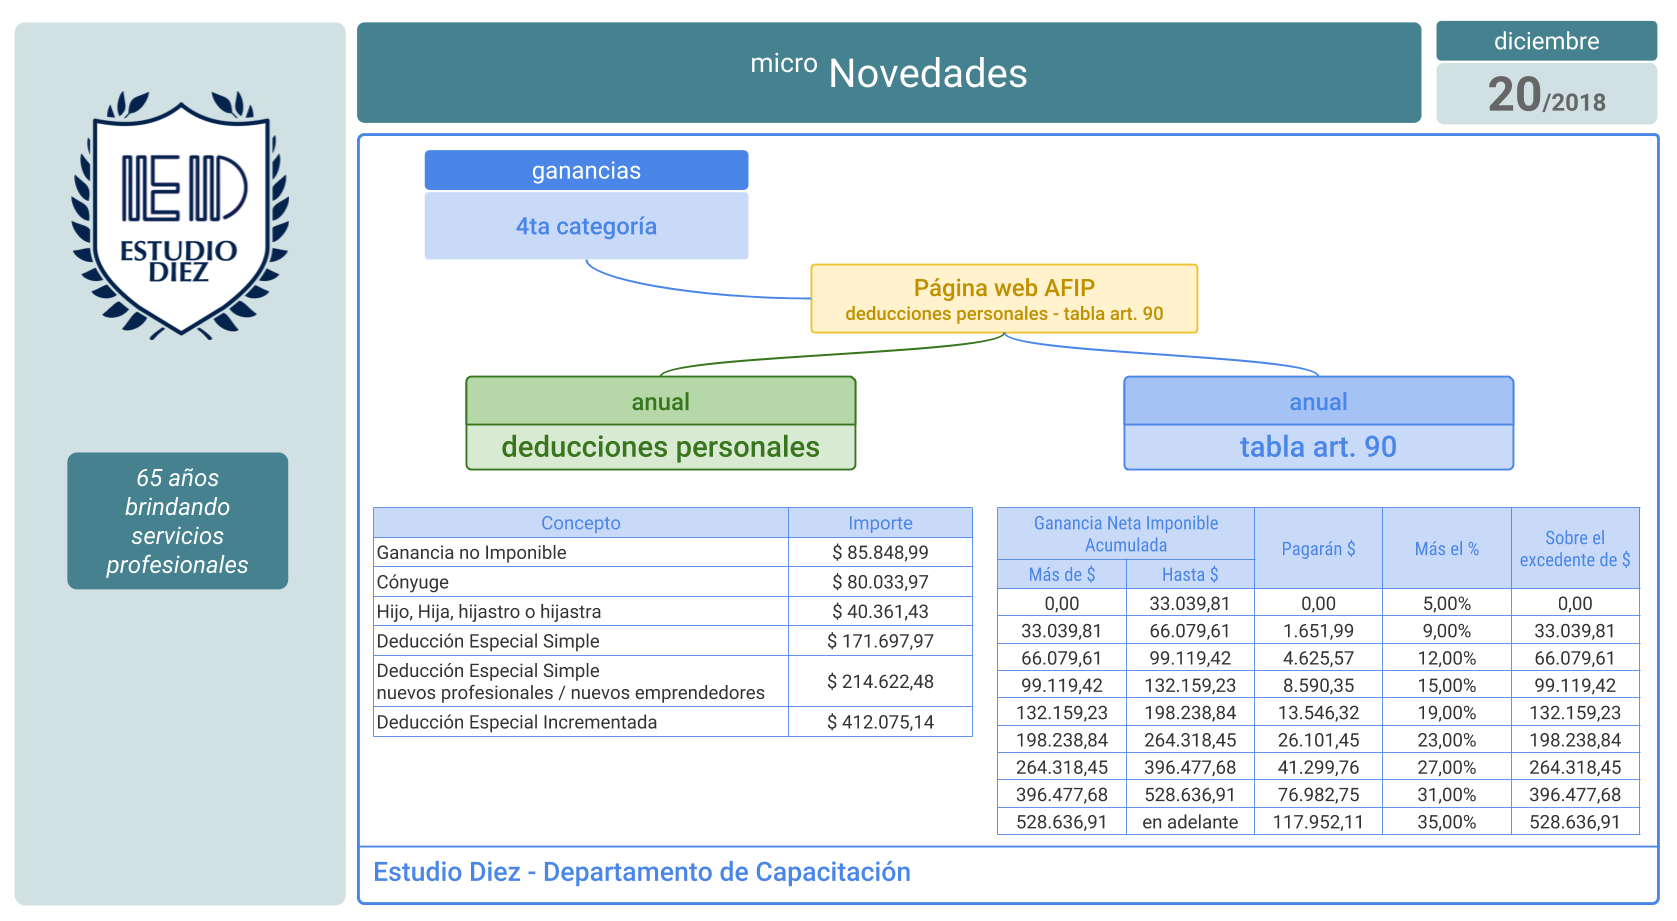 ED
ESTUDIO
DIEZ
65 años
brindando
servicios
profesionales
micro Novedades
diciembre
20/2018
ganancias
4ta categoría
Página web AFIP
deducciones personales - tabla art. 90
anual
deducciones personales
anual
tabla art. 90
Concepto Importe
Ganancia no Imponible $ 85.848,99
Cónyuge $ 80.033,97
Hijo, Hija, hijastro o hijastra $ 40.361,43
Deducción Especial Simple $ 171.697,97
Deducción Especial Simple
nuevos profesionales / nuevos emprendedores $ 214.622,48
Deducción Especial Incrementada $ 412.075,14
Ganancia Neta Imponible
Acumulada
Pagarán $ Más el % Sobre el
excedente de $
Más de $ Hasta $
0,00 33.039,81 0,00 5,00% 0,00
33.039,81 66.079,61 1.651,99 9,00% 33.039,81
66.079,61 99.119,42 4.625,57 12,00% 66.079,61
99.119,42 132.159,23 8.590,35 15,00% 99.119,42
132.159,23 198.238,84 13.546,32 19,00% 132.159,23
198.238,84 264.318,45 26.101,45 23,00% 198.238,84
264.318,45 396.477,68 41.299,76 27,00% 264.318,45
396.477,68 528.636,91 76.982,75 31,00% 396.477,68
528.636,91 en adelante 117.952,11 35,00% 528.636,91
Estudio Diez - Departamento de Capacitación